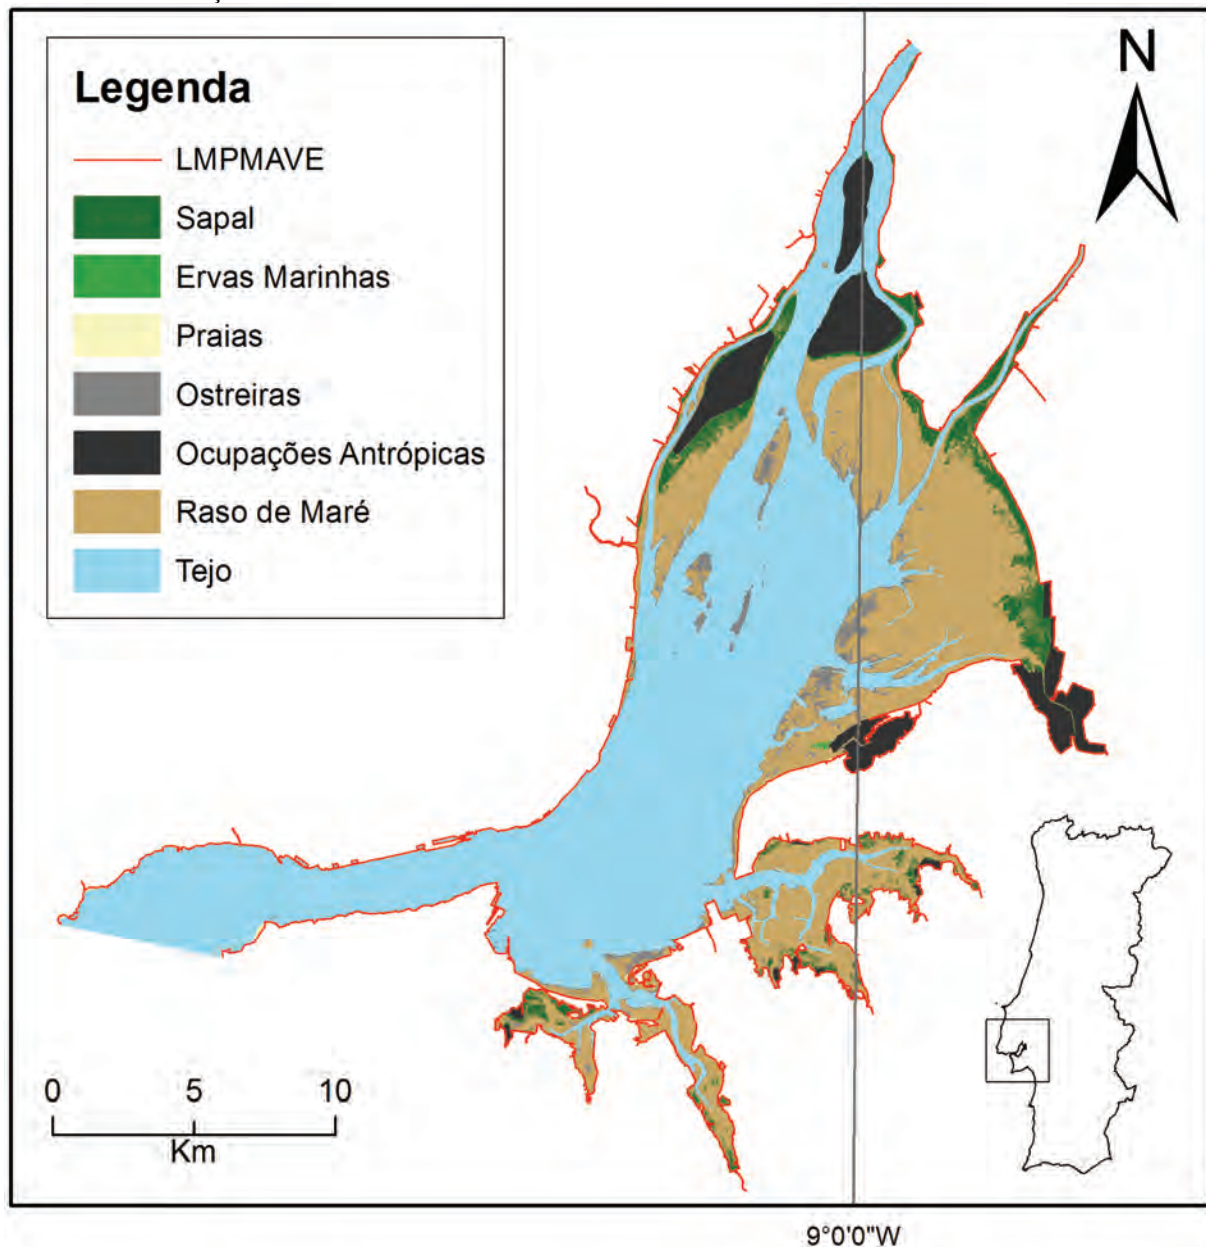 Legenda
LMPMAVE
Sapal
Ervas Marinhas
Praias
Ostreiras
Ocupações Antrópicas
Raso de Maré
Tejo
N
0 5 10
Km
9°0'0"W